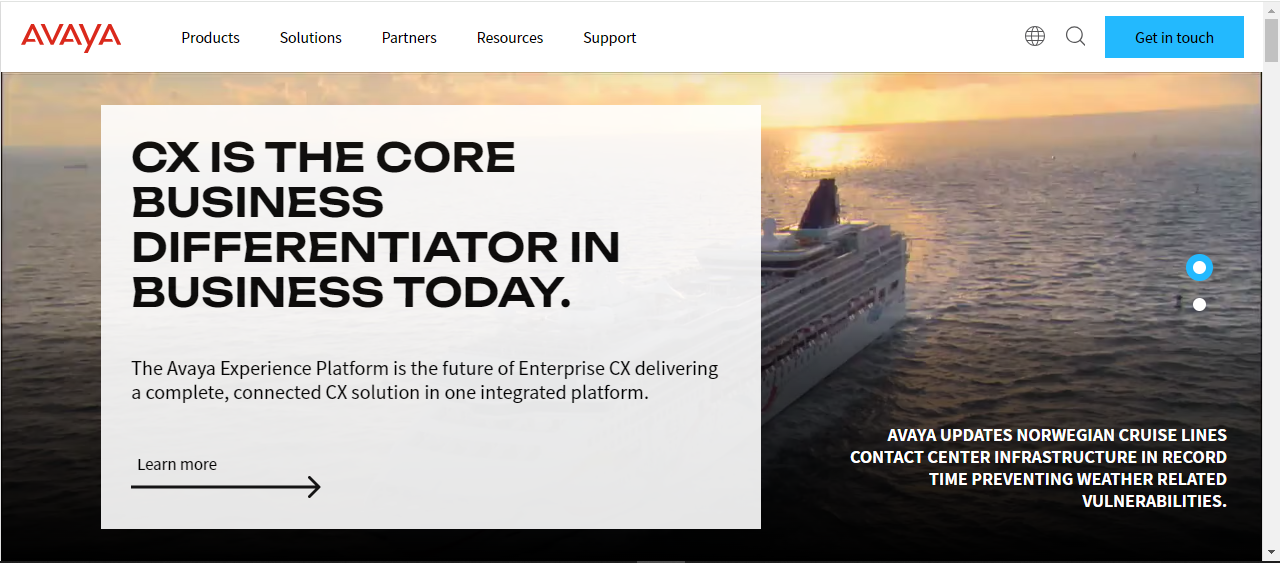 AVAYA
Products
Solutions
Partners
Resources
Support
Get in touch
CX IS THE CORE
BUSINESS
DIFFERENTIATOR IN
BUSINESS TODAY.
The Avaya Experience Platform is the future of Enterprise CX delivering
a complete, connected CX solution in one integrated platform.
Learn more
AVAYA UPDATES NORWEGIAN CRUISE LINES
CONTACT CENTER INFRASTRUCTURE IN RECORD
TIME PREVENTING WEATHER RELATED
VULNERABILITIES.